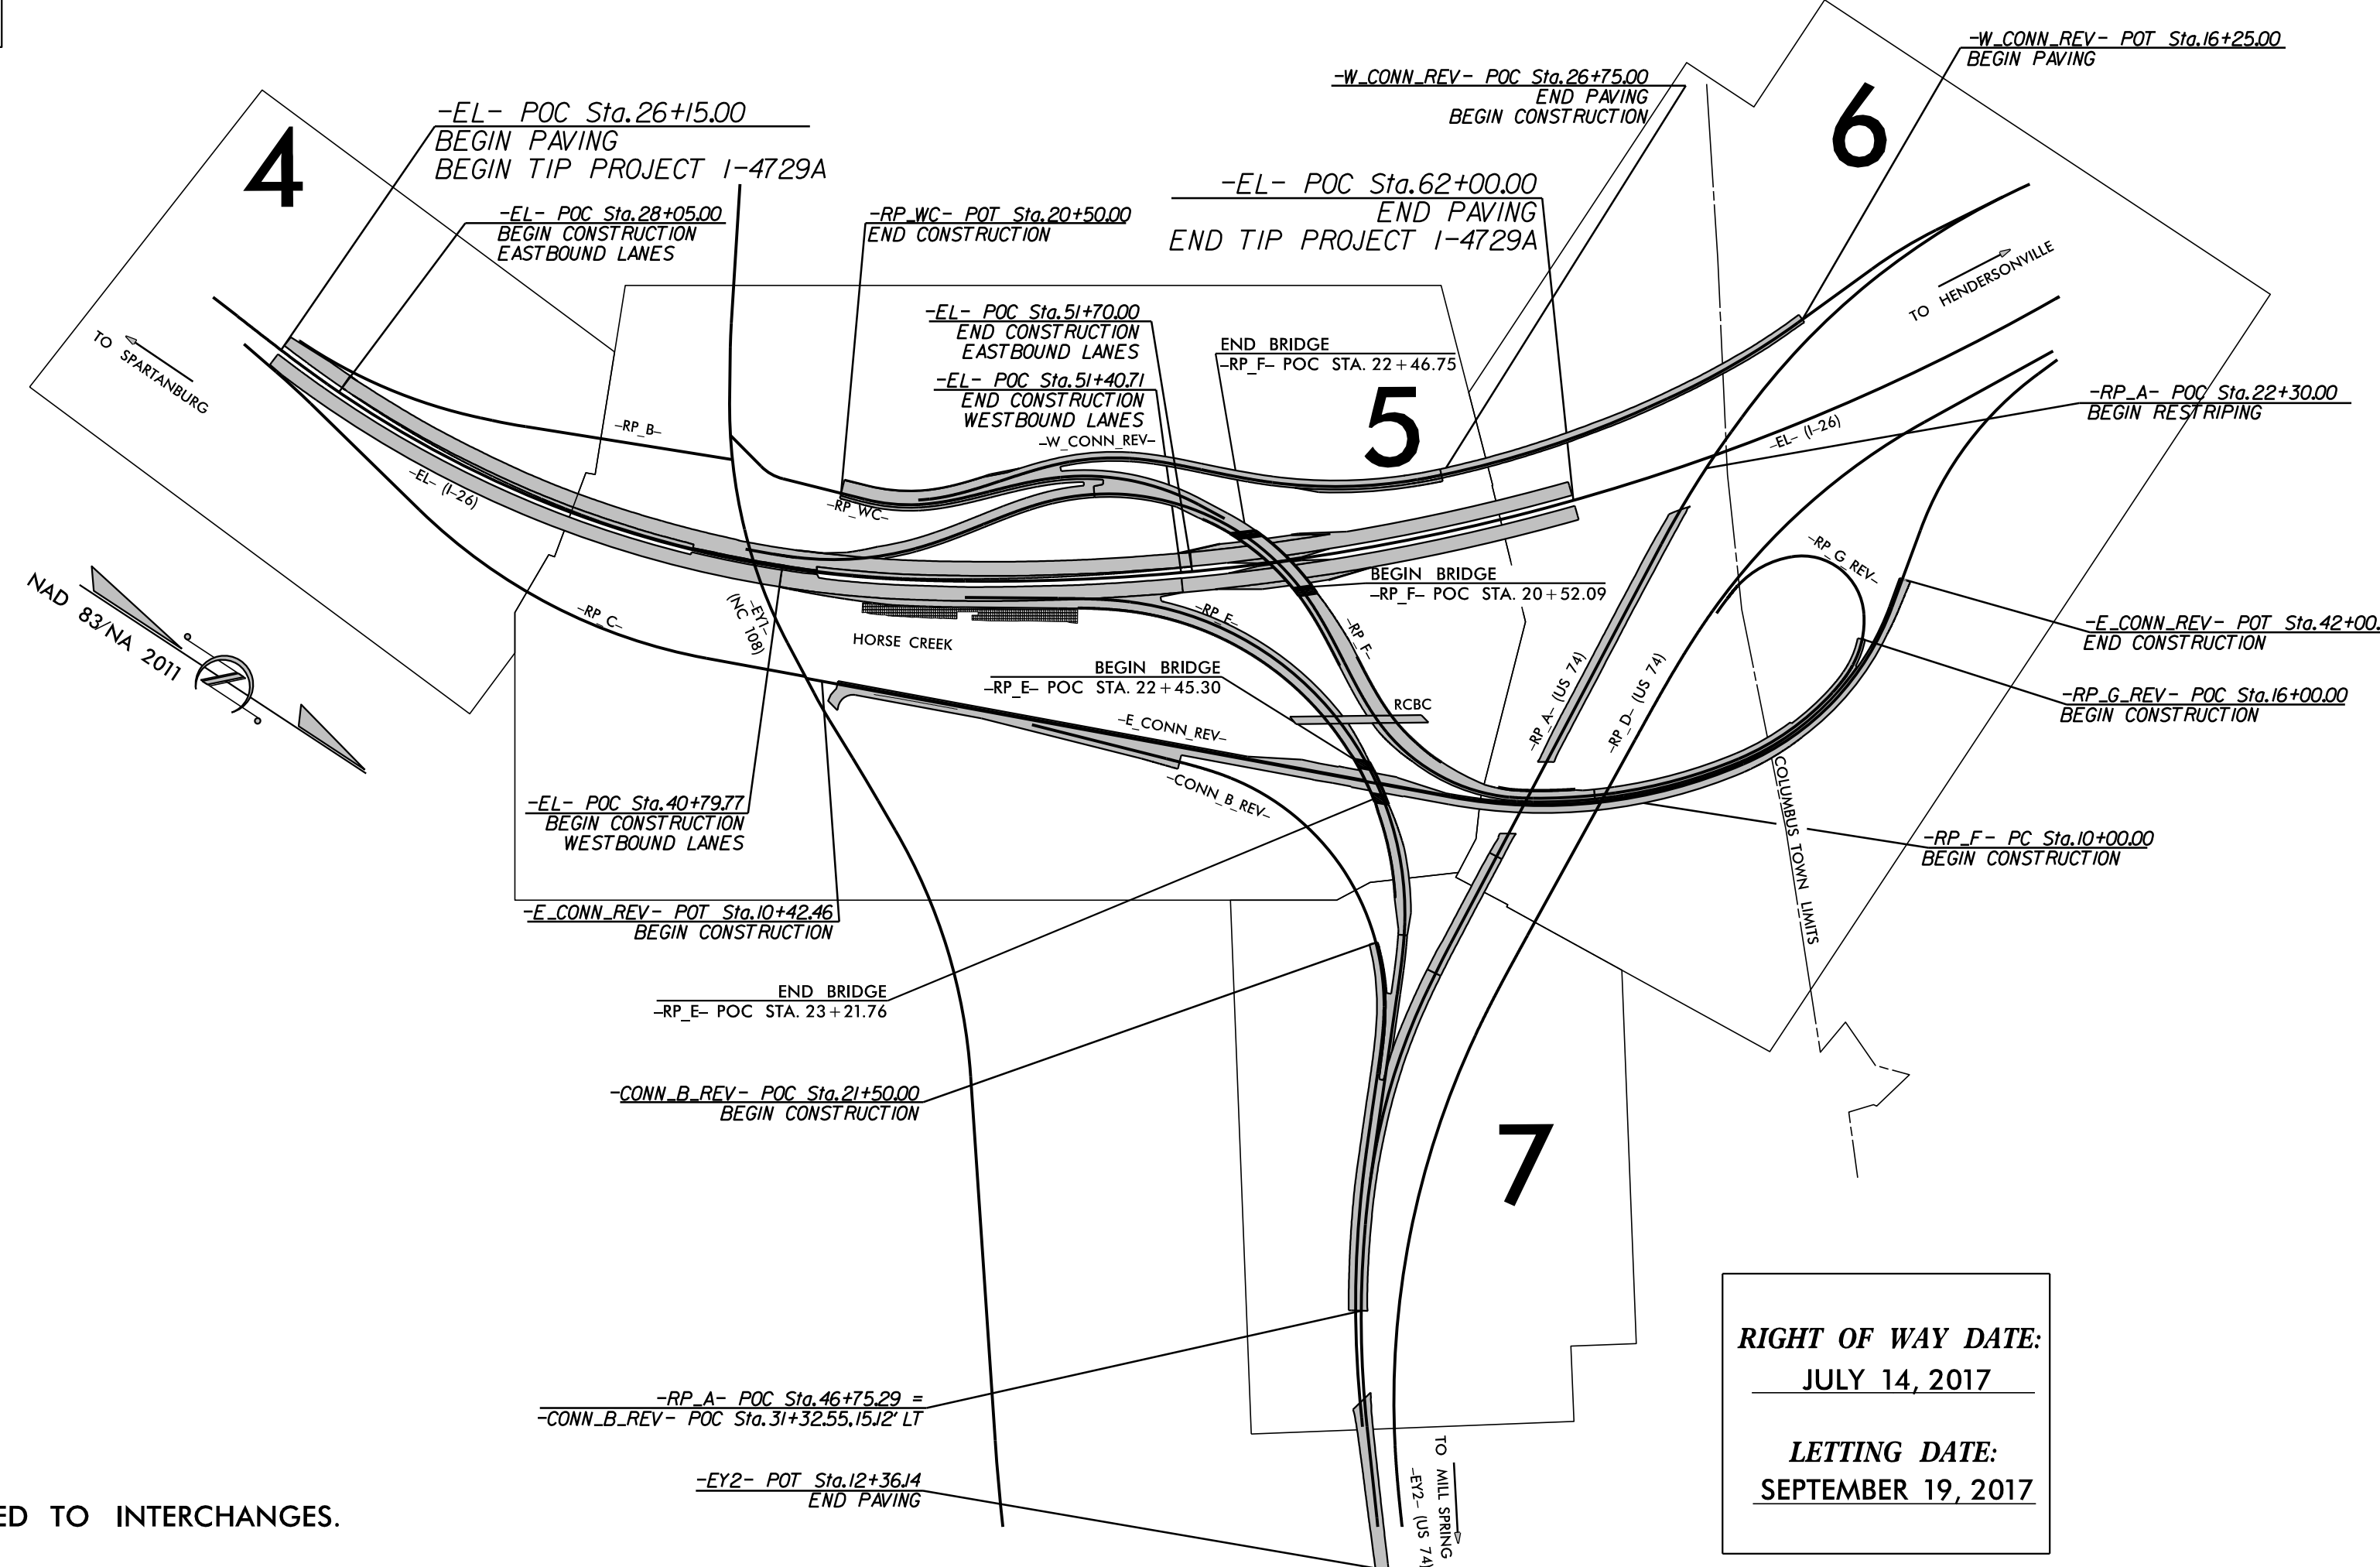 -W_CONN_REV- POT Sta.16+25.00
BEGIN PAVING
-W_CONN_REV- POC Sta.26+75.00
END PAVING
BEGIN CONSTRUCTION
6
4
-EL- POC Sta.26+15.00
BEGIN PAVING
BEGIN TIP PROJECT I-4729A
-EL- POC Sta.62+00.00
END PAVING
END TIP PROJECT I-4729A
-EL- POC Sta.28+05.00
BEGIN CONSTRUCTION
EASTBOUND LANES
-RP_WC- POT Sta.20+50.00
END CONSTRUCTION
TO HENDERSONVILLE
-EL- POC Sta.51+70.00
END CONSTRUCTION
EASTBOUND LANES
END BRIDGE
-RP_F- POC STA. 22+46.75
TO SPARTANBURG
-EL- POC Sta.51+40.71
END CONSTRUCTION
WESTBOUND LANES
5
-RP_A- POC Sta.22+30.00
BEGIN RESTRIPING
-RP_B-
-W_CONN_REV-
-EL- (I-26)
-EL- (I-26)
-RP_WC-
-RP_G_REV-
BEGIN BRIDGE
-RP_F- POC STA. 20+52.09
NAD 83/NA 2011
-RP_C-
-EY1-
(NC 108)
HORSE CREEK
-RP_E-
-RP_F-
-E_CONN_REV- POT Sta.42+00.
END CONSTRUCTION
BEGIN BRIDGE
-RP_E- POC STA. 22+45.30
-RP_A- (US 74)
-RP_D- (US 74)
RCBC
-RP_G_REV- POC Sta.16+00.00
BEGIN CONSTRUCTION
-E_CONN_REV-
-CONN_B_REV-
COLUMBUS TOWN LIMITS
-EL- POC Sta.40+79.77
BEGIN CONSTRUCTION
WESTBOUND LANES
-RP_F- PC Sta.10+00.00
BEGIN CONSTRUCTION
-E_CONN_REV- POT Sta.10+42.46
BEGIN CONSTRUCTION
END BRIDGE
-RP_E- POC STA. 23+21.76
-CONN_B_REV- POC Sta.21+50.00
BEGIN CONSTRUCTION
7
RIGHT OF WAY DATE:
JULY 14, 2017
LETTING DATE:
SEPTEMBER 19, 2017
-RP_A- POC Sta.46+75.29 =
-CONN_B_REV- POC Sta.31+32.55,15.12' LT
-EY2- POT Sta.12+36.14
END PAVING
TO MILL SPRING
-EY2- (US 74)
TO INTERCHANGES.